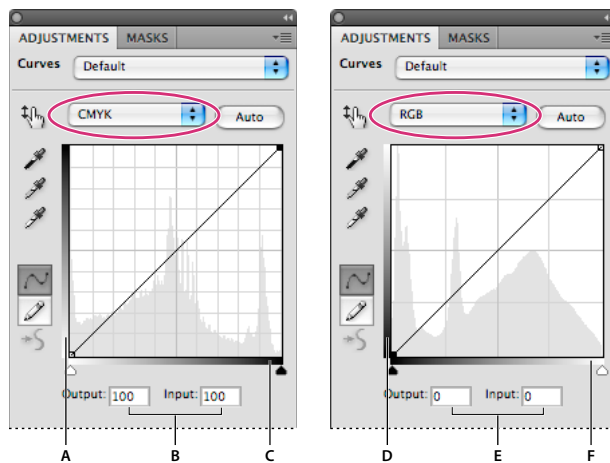 ADJUSTMENTS MASKS
Curves Default
CMYK Auto
Output: 100 Input: 100
A B C
ADJUSTMENTS MASKS
Curves Default
RGB Auto
Output: 0 Input: 0
D E F